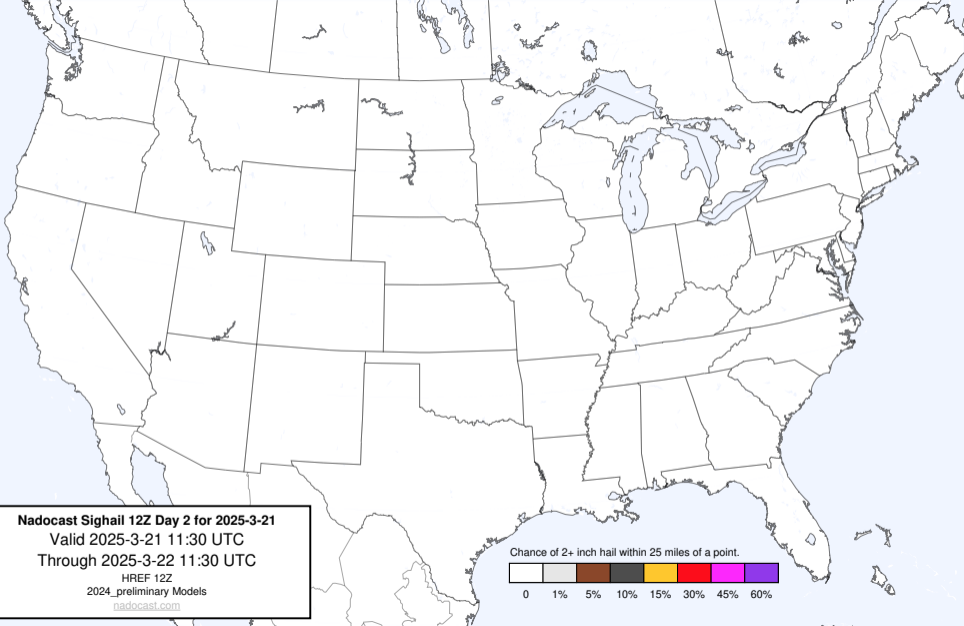 Nadocast Sighail 12Z Day 2 for 2025-3-21
Valid 2025-3-21 11:30 UTC
Through 2025-3-22 11:30 UTC
HREF 12Z
2024_preliminary Models
nadocast.com
Chance of 2+ inch hail within 25 miles of a point.
0 1% 5% 10% 15% 30% 45% 60%